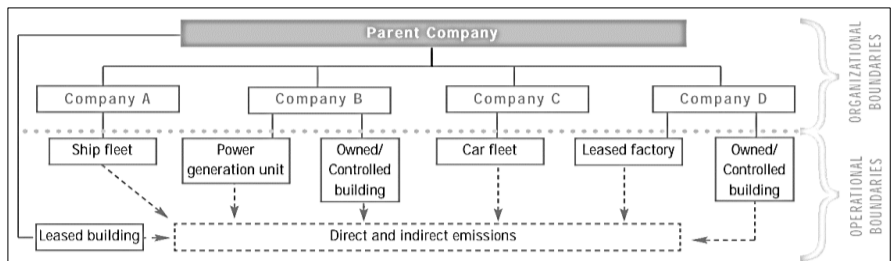 Parent Company
Company A
Company B
Company C
Company D
ORGANIZATIONAL
BOUNDARIES
Ship fleet
Power
generation unit
Owned/
Controlled
building
Car fleet
Leased factory
Owned/
Controlled
building
Leased building
Direct and indirect emissions
OPERATIONAL
BOUNDARIES